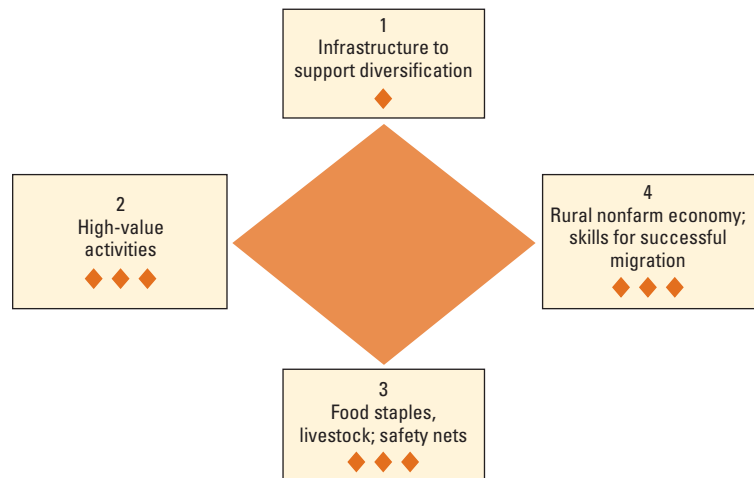 1
Infrastructure to
support diversification
2
High-value
activities
4
Rural nonfarm economy;
skills for successful
migration
3
Food staples,
livestock; safety nets